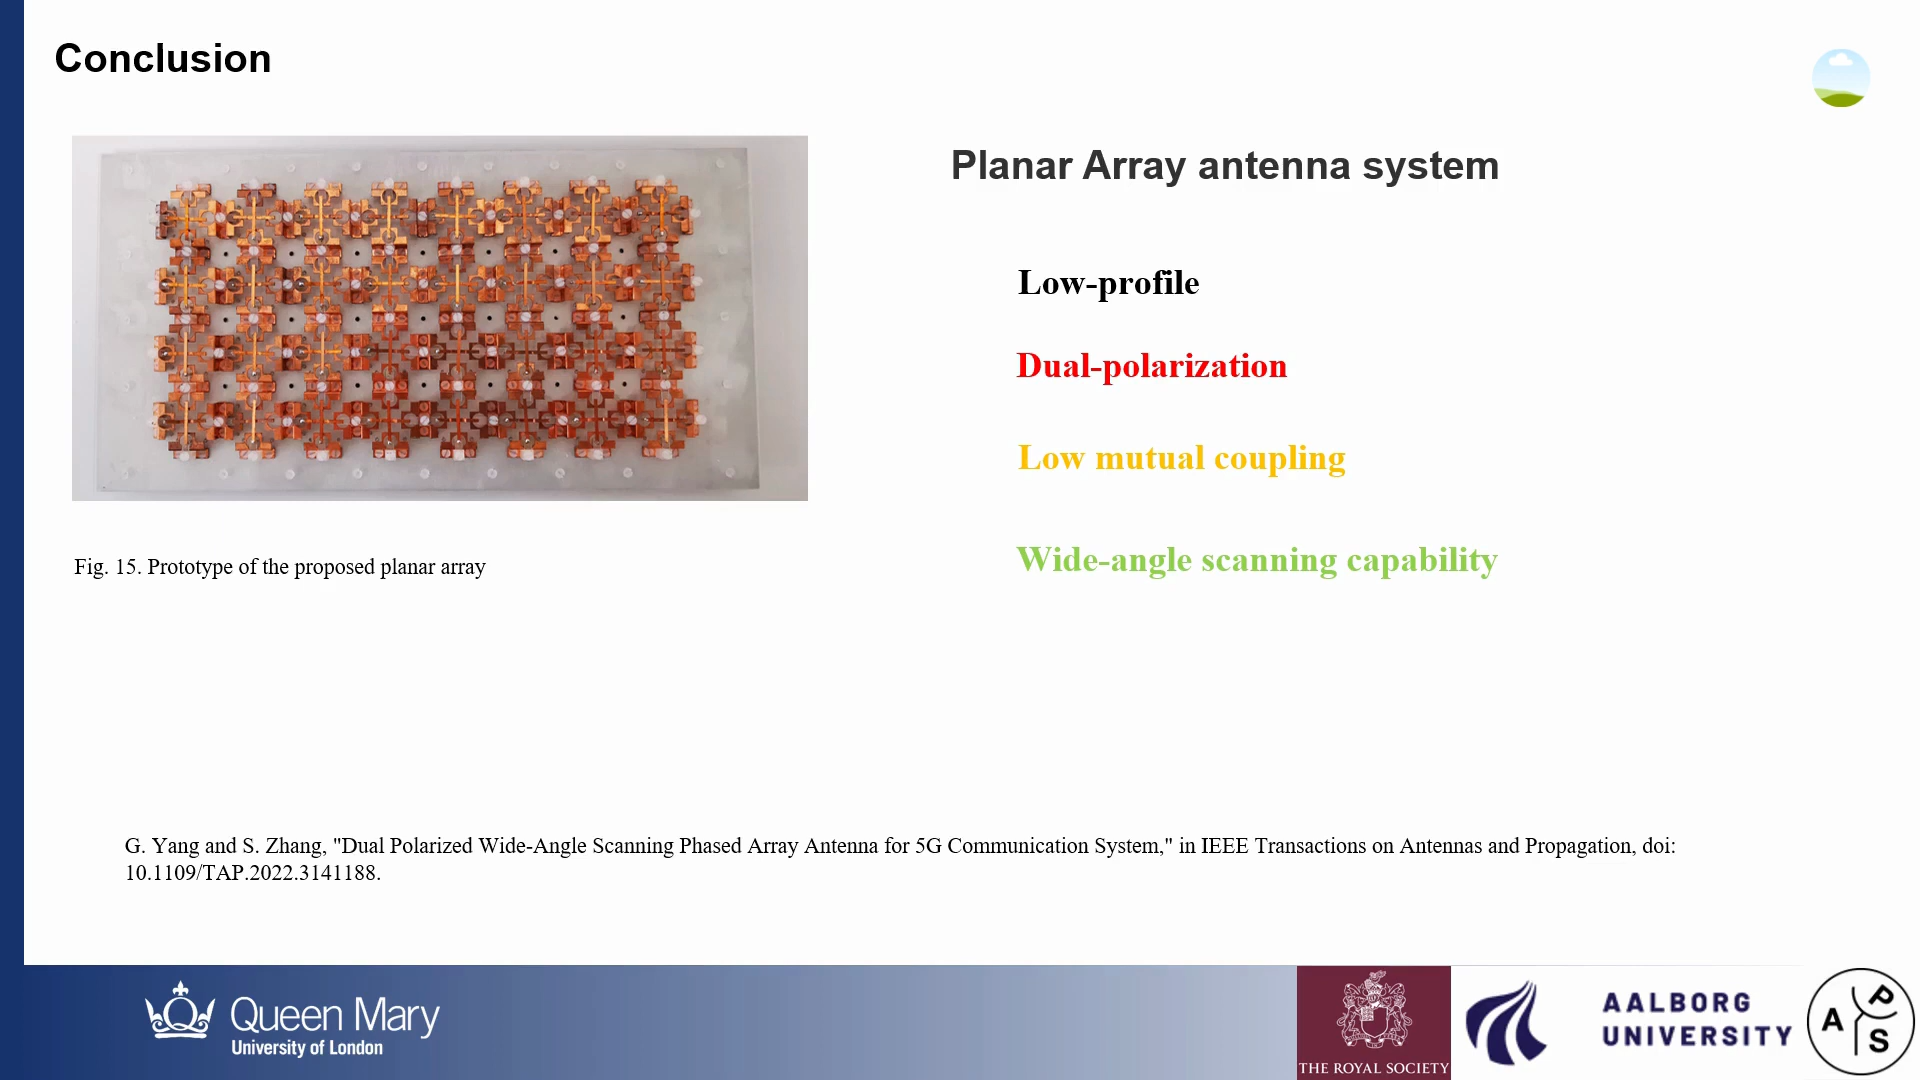 Conclusion
Planar Array antenna system
Low-profile
Dual-polarization
Low mutual coupling
Wide-angle scanning capability
Fig. 15. Prototype of the proposed planar array
G. Yang and S. Zhang, "Dual Polarized Wide-Angle Scanning Phased Array Antenna for 5G Communication System," in IEEE Transactions on Antennas and Propagation, doi:
10.1109/TAP.2022.3141188.
Queen Mary
University of London
THE ROYAL SOCIETY
AALBORG
UNIVERSITY
A P S